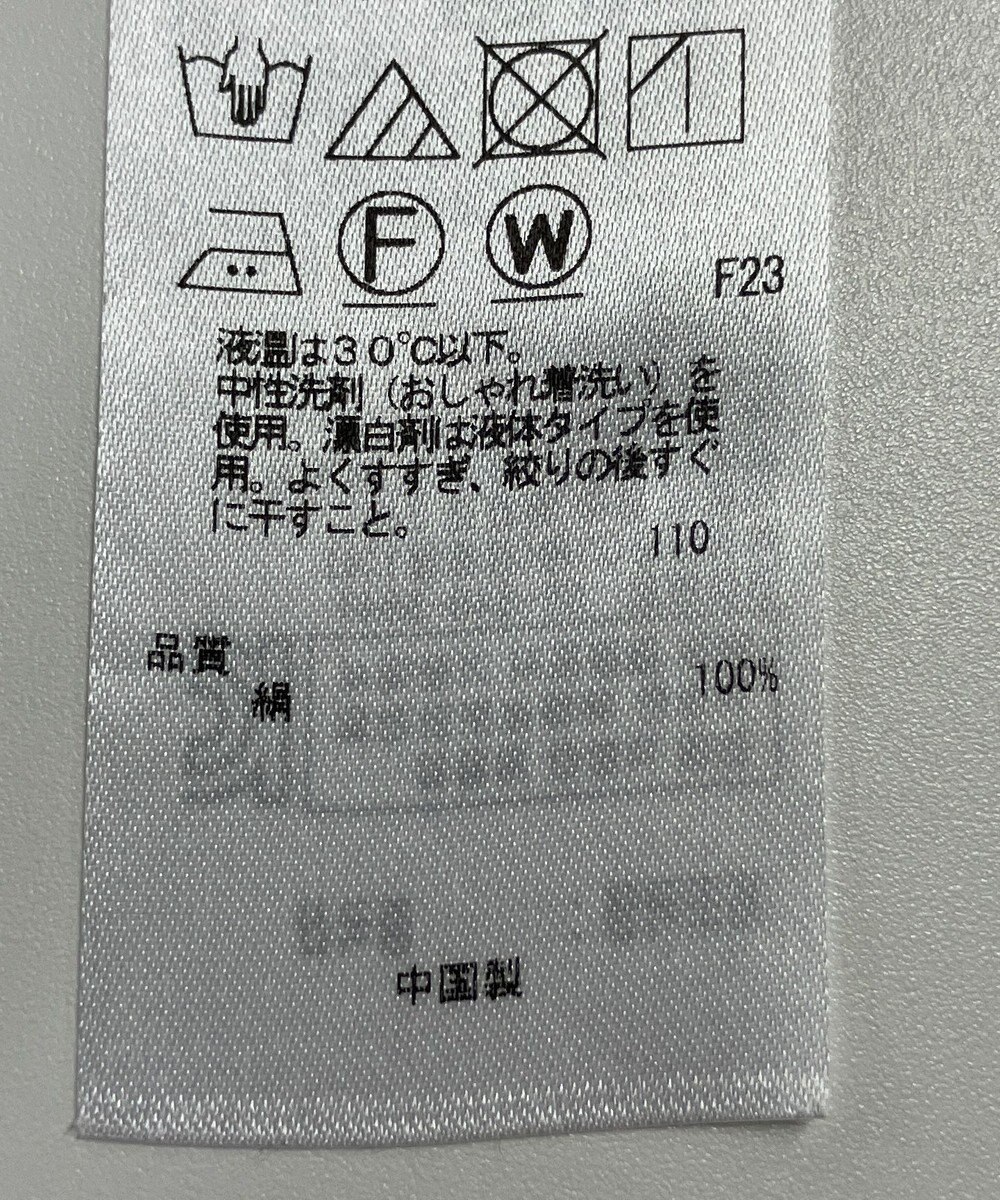 F
W
F23
液温は30℃以下。
中性洗剤（おしゃれ着洗い）を
使用。漂白剤は液体タイプを使
用。よくすすぎ、絞りの後すぐ
に干すこと。
110
品質
絹 100%
中国製